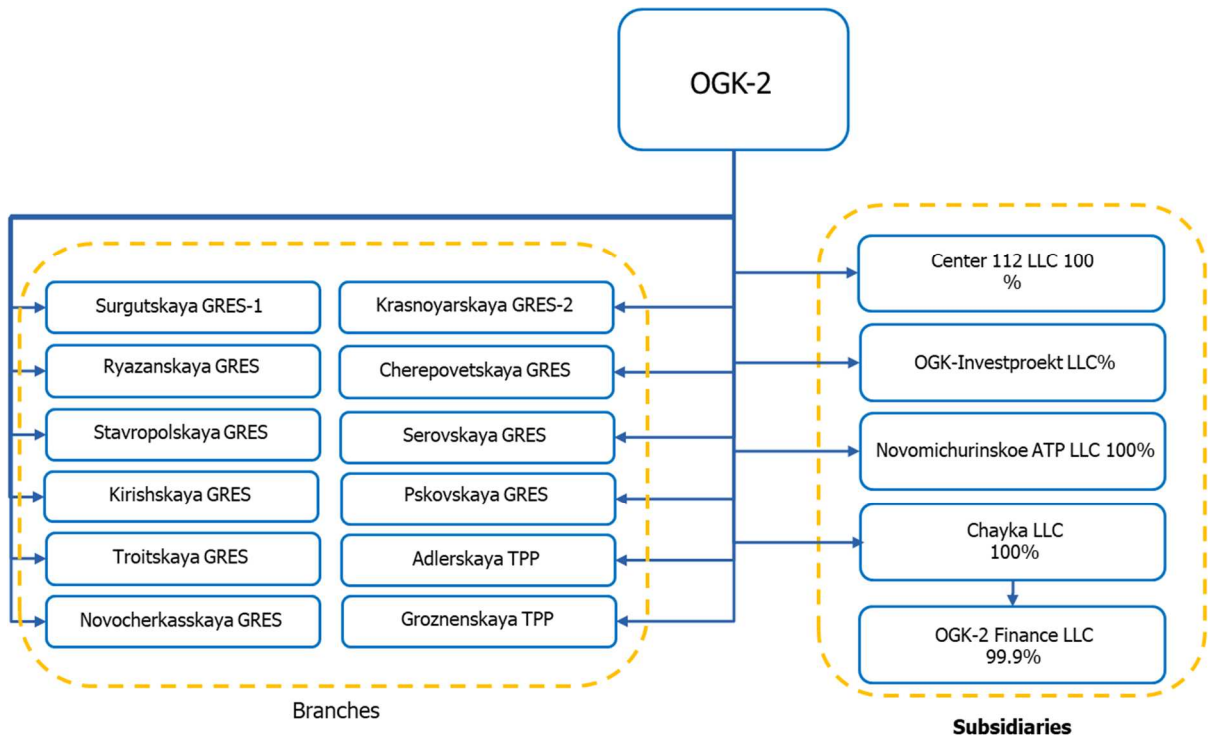 OGK-2
Surgutskaya GRES-1
Ryazanskaya GRES
Stavropolskaya GRES
Kirishskaya GRES
Troitskaya GRES
Novocherkasskaya GRES
Krasnoyarskaya GRES-2
Cherepovetskaya GRES
Serovskaya GRES
Pskovskaya GRES
Adlerskaya TPP
Groznenskaya TPP
Branches
Center 112 LLC 100
%
OGK-Investproekt LLC%
Novomichurinskoe ATP LLC 100%
Chayka LLC
100%
OGK-2 Finance LLC
99.9%
Subsidiaries